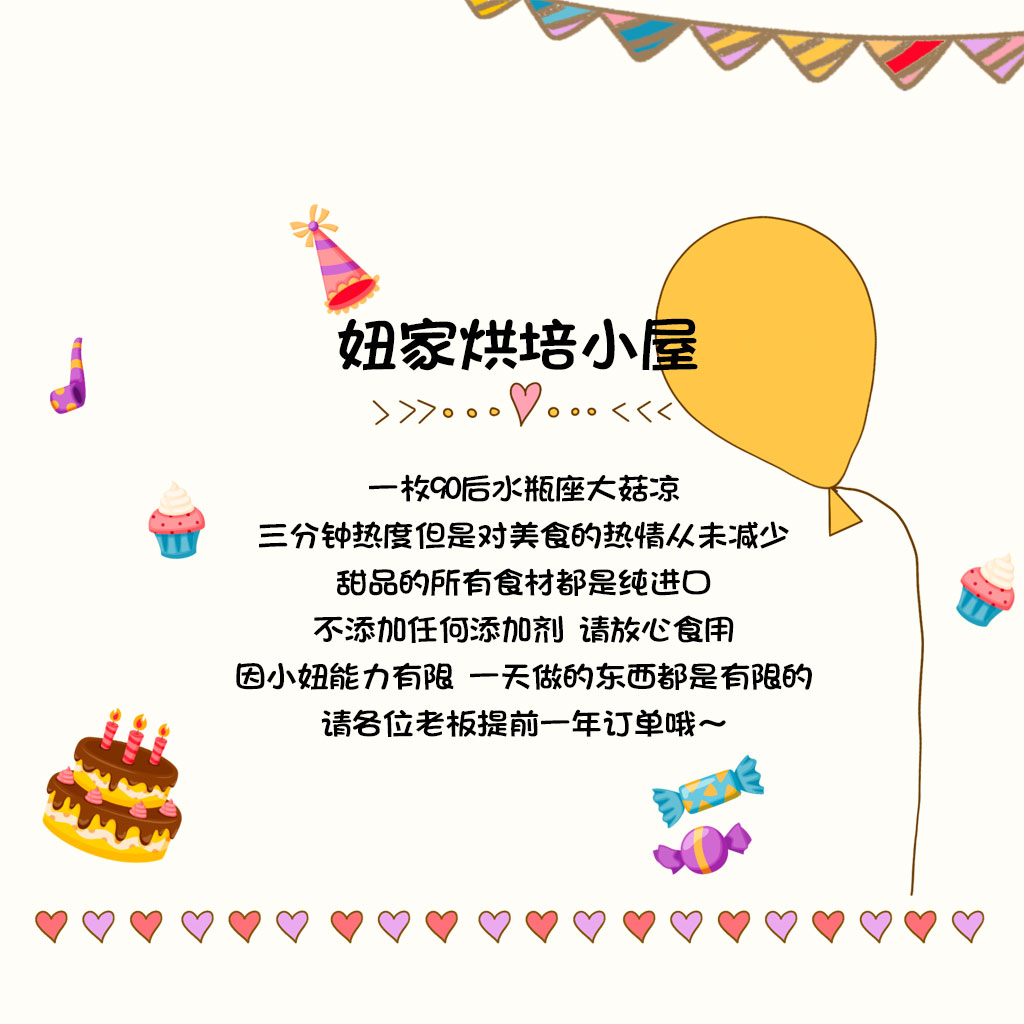 妞家烘培小屋
一枚90后水瓶座大菇凉
三分钟热度但是对美食的热情从未减少
甜品的所有食材都是纯进口
不添加任何添加剂 请放心食用
因小妞能力有限 一天做的东西都是有限的
请各位老板提前一年订单哦~